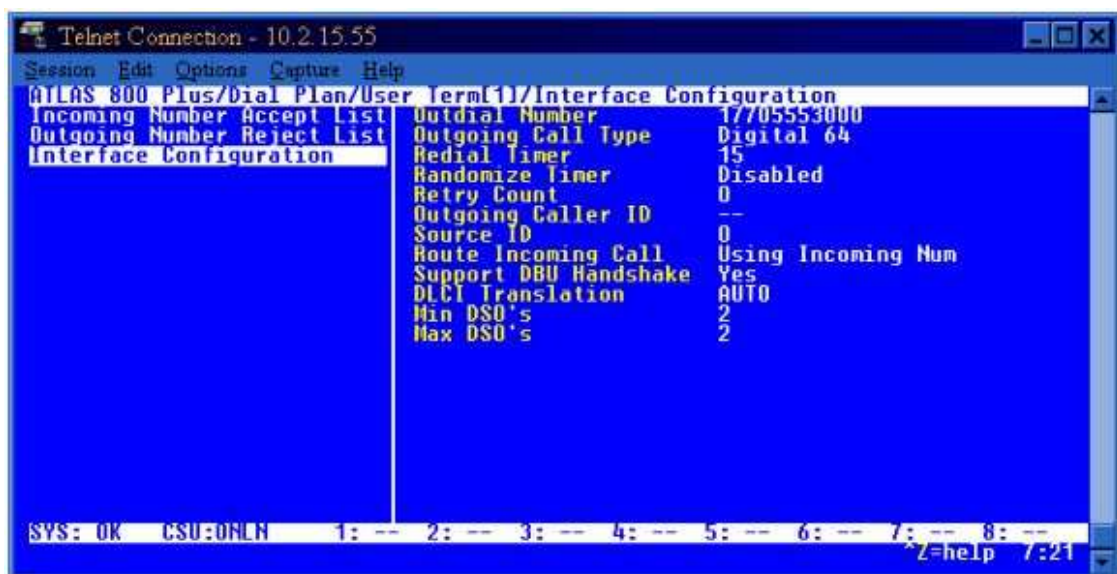 Telnet Connection - 10.2.15.55
Session Edit Options Capture Help
ATLAS 800 Plus/Dial Plan/User Term[1]/Interface Configuration
Incoming Number Accept List
Outgoing Number Reject List
Interface Configuration
Outdial Number 17705553000
Outgoing Call Type Digital 64
Redial Timer 15
Randomize Timer Disabled
Retry Count 0
Outgoing Caller ID --
Source ID 0
Route Incoming Call Using Incoming Num
Support DBU Handshake Yes
DLCI Translation AUTO
Min DS0's 2
Max DS0's 2
SYS: OK CSU:ONLN 1: -- 2: -- 3: -- 4: -- 5: -- 6: -- 7: -- 8: --
^Z=help 7:21